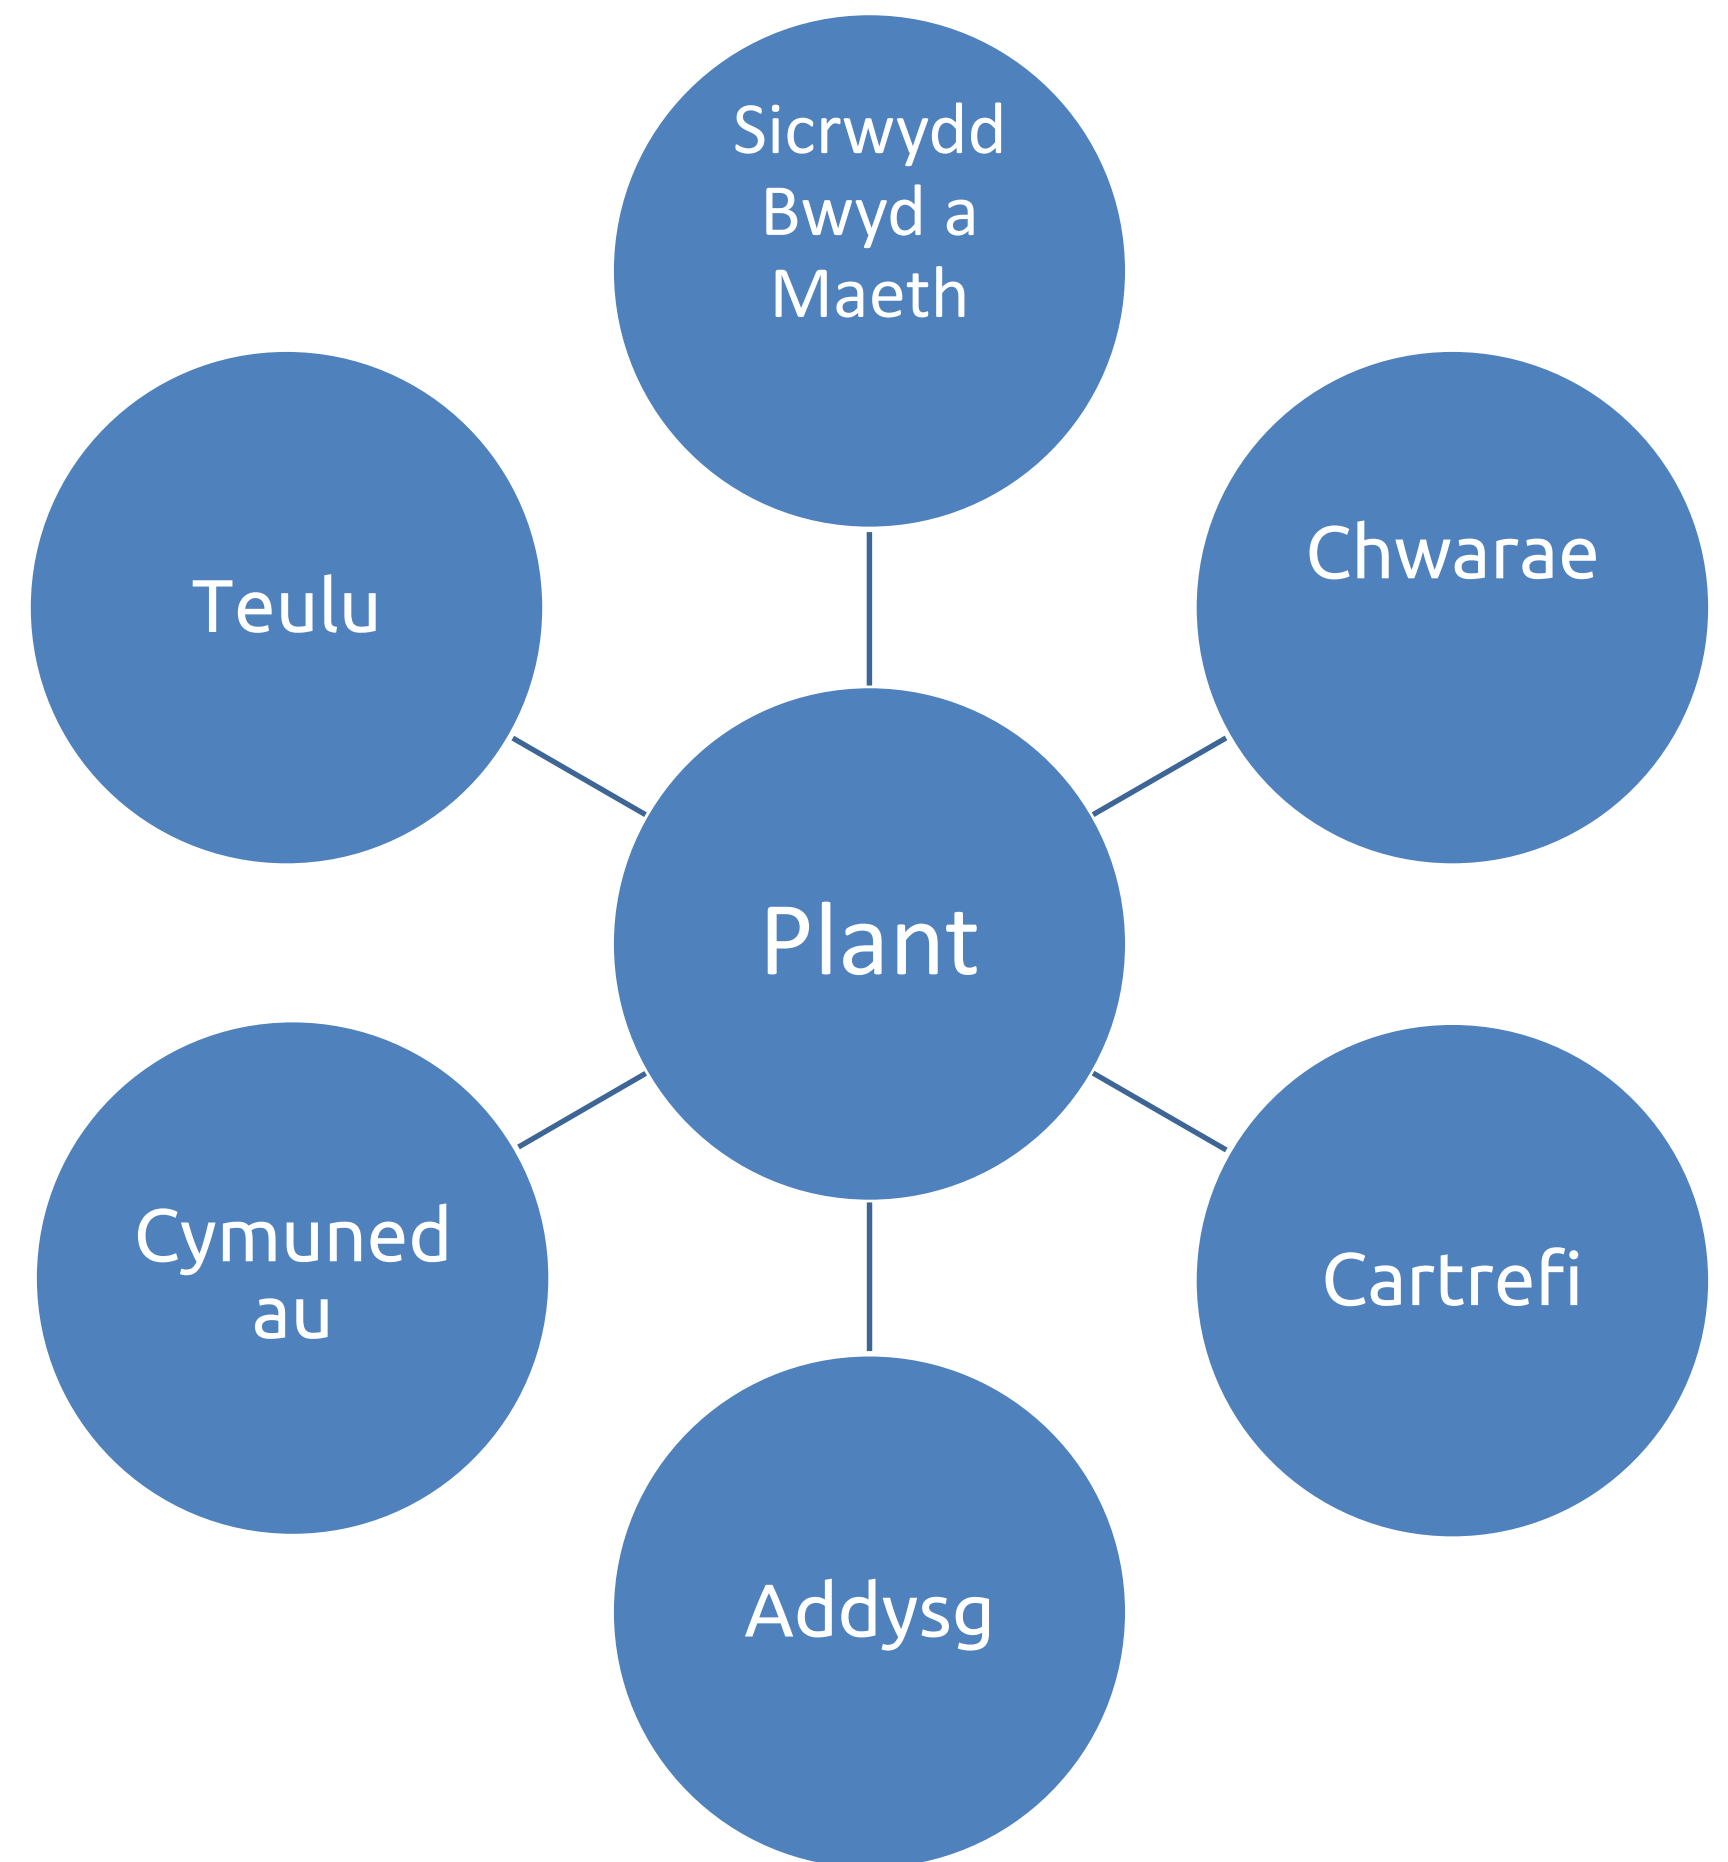 Sicrwydd
Bwyd a
Maeth
Chwarae
Teulu
Plant
Cymuned
au
Cartrefi
Addysg